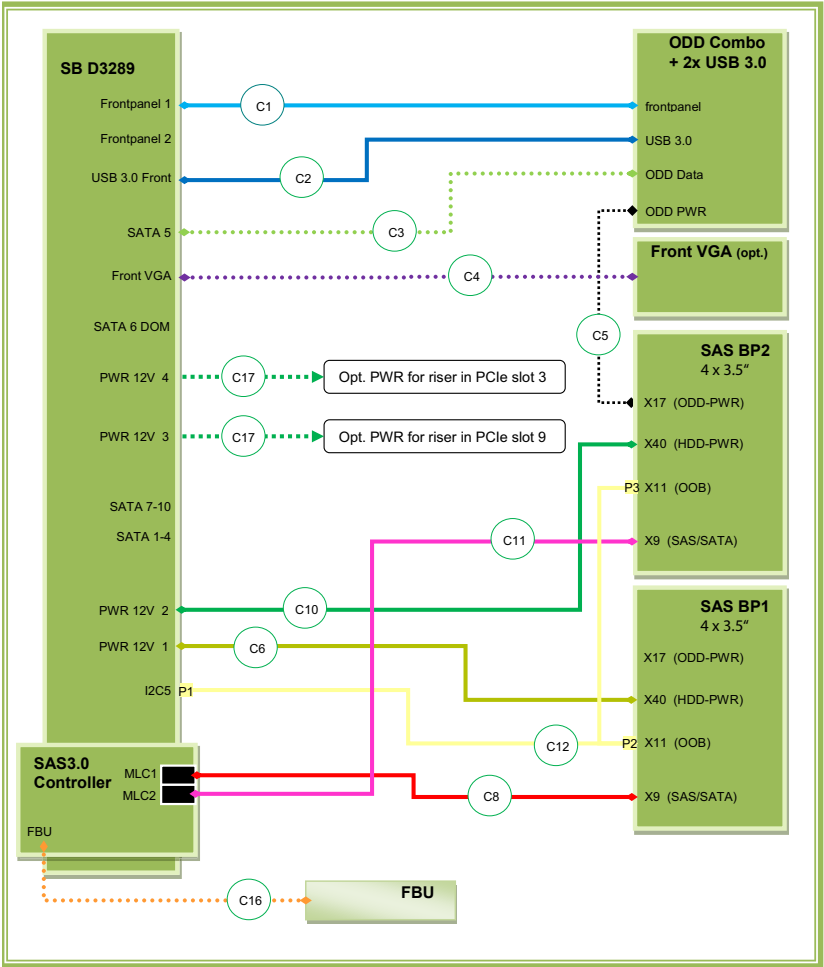 SB D3289
Frontpanel 1
Frontpanel 2
USB 3.0 Front
SATA 5
Front VGA
SATA 6 DOM
PWR 12V 4
PWR 12V 3
SATA 7-10
SATA 1-4
PWR 12V 2
PWR 12V 1
I2C5
P1
SAS3.0
Controller
MLC1
MLC2
FBU
C1
C2
C3
C4
C5
C17
Opt. PWR for riser in PCIe slot 3
C17
Opt. PWR for riser in PCIe slot 9
C11
C10
C6
C12
C8
C16
FBU
ODD Combo
+ 2x USB 3.0
frontpanel
USB 3.0
ODD Data
ODD PWR
Front VGA (opt.)
SAS BP2
4 x 3.5“
X17 (ODD-PWR)
X40 (HDD-PWR)
P3 X11 (OOB)
X9 (SAS/SATA)
SAS BP1
4 x 3.5“
X17 (ODD-PWR)
X40 (HDD-PWR)
P2 X11 (OOB)
X9 (SAS/SATA)